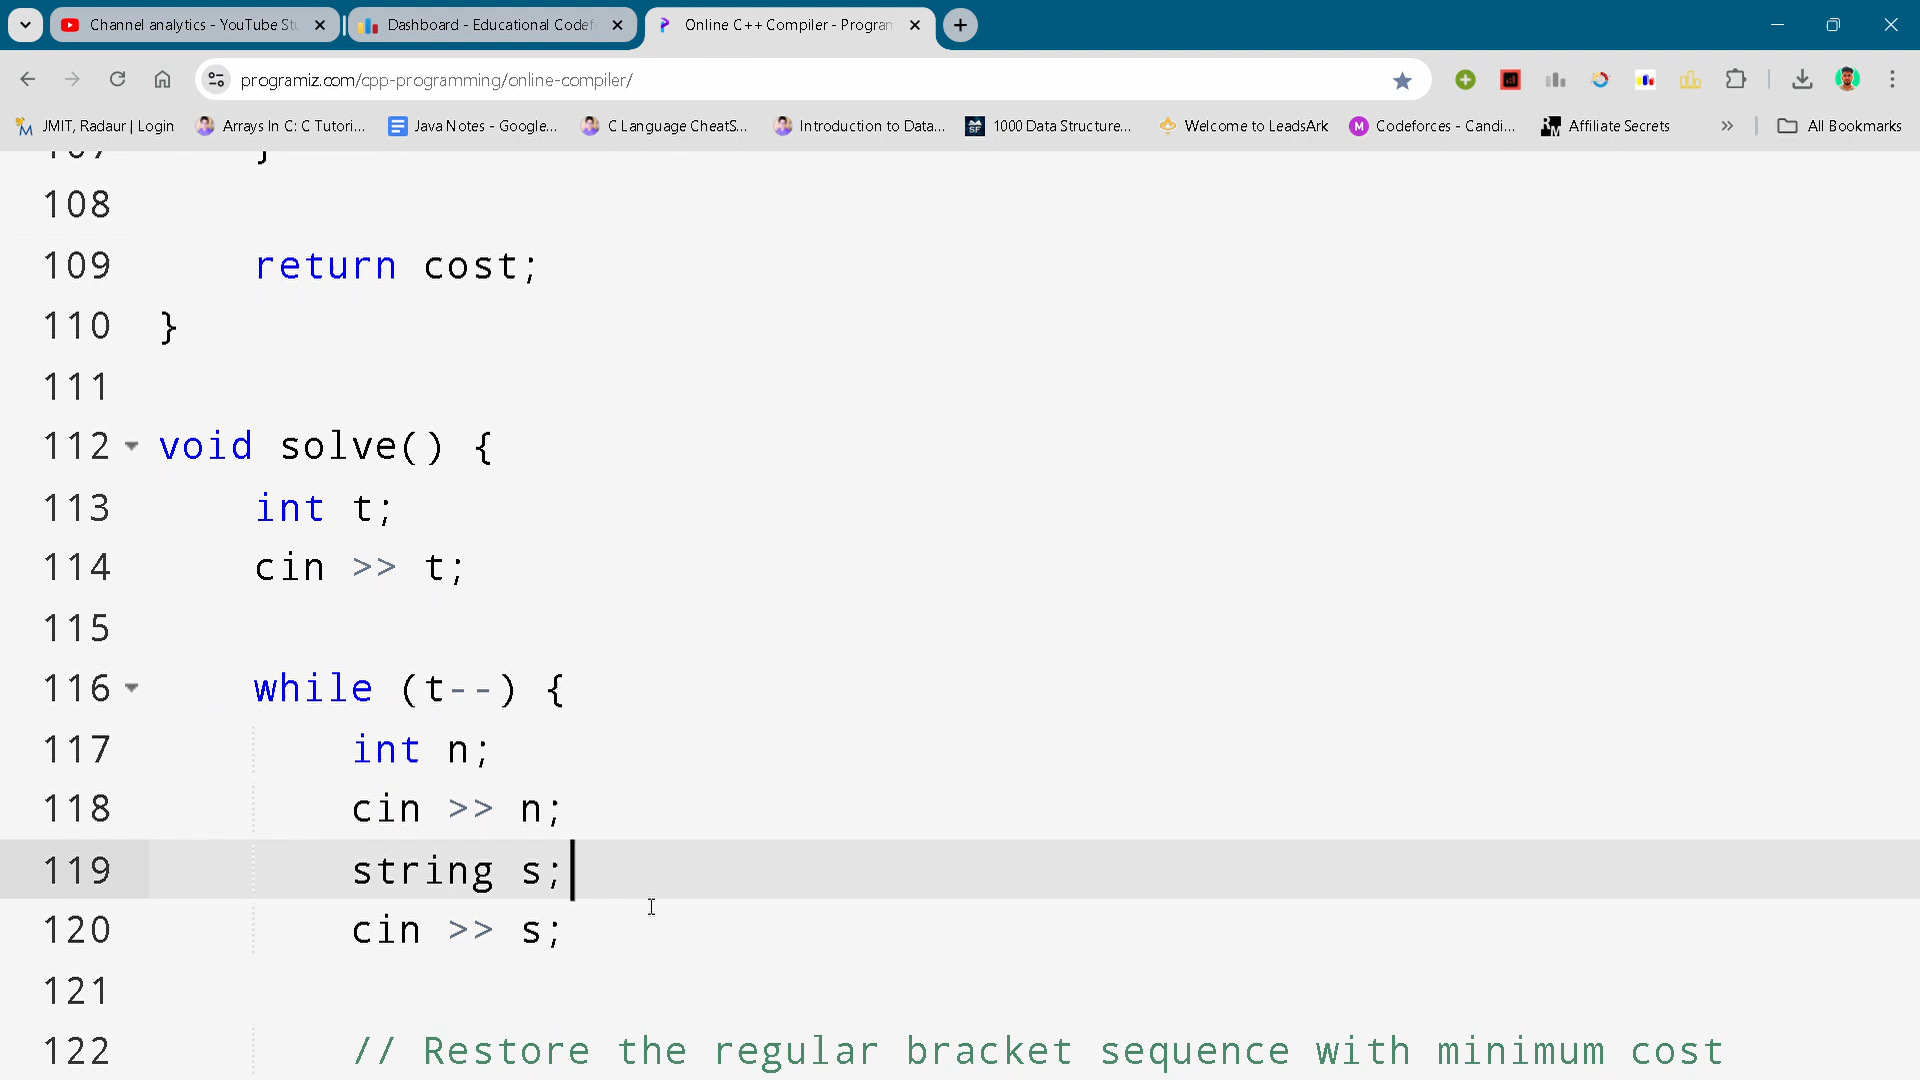 Channel analytics - YouTube St
Dashboard - Educational Codef
Online C++ Compiler - Program
programiz.com/cpp-programming/online-compiler/
JMIT, Radaur | Login
Arrays In C: C Tutori...
Java Notes - Google...
C Language CheatS...
Introduction to Data...
1000 Data Structure...
Welcome to LeadsArk
Codeforces - Candi...
Affiliate Secrets
All Bookmarks
107 }
108
109 return cost;
110 }
111
112 void solve() {
113 int t;
114 cin >> t;
115
116 while (t--) {
117 int n;
118 cin >> n;
119 string s;
120 cin >> s;
121
122 // Restore the regular bracket sequence with minimum cost